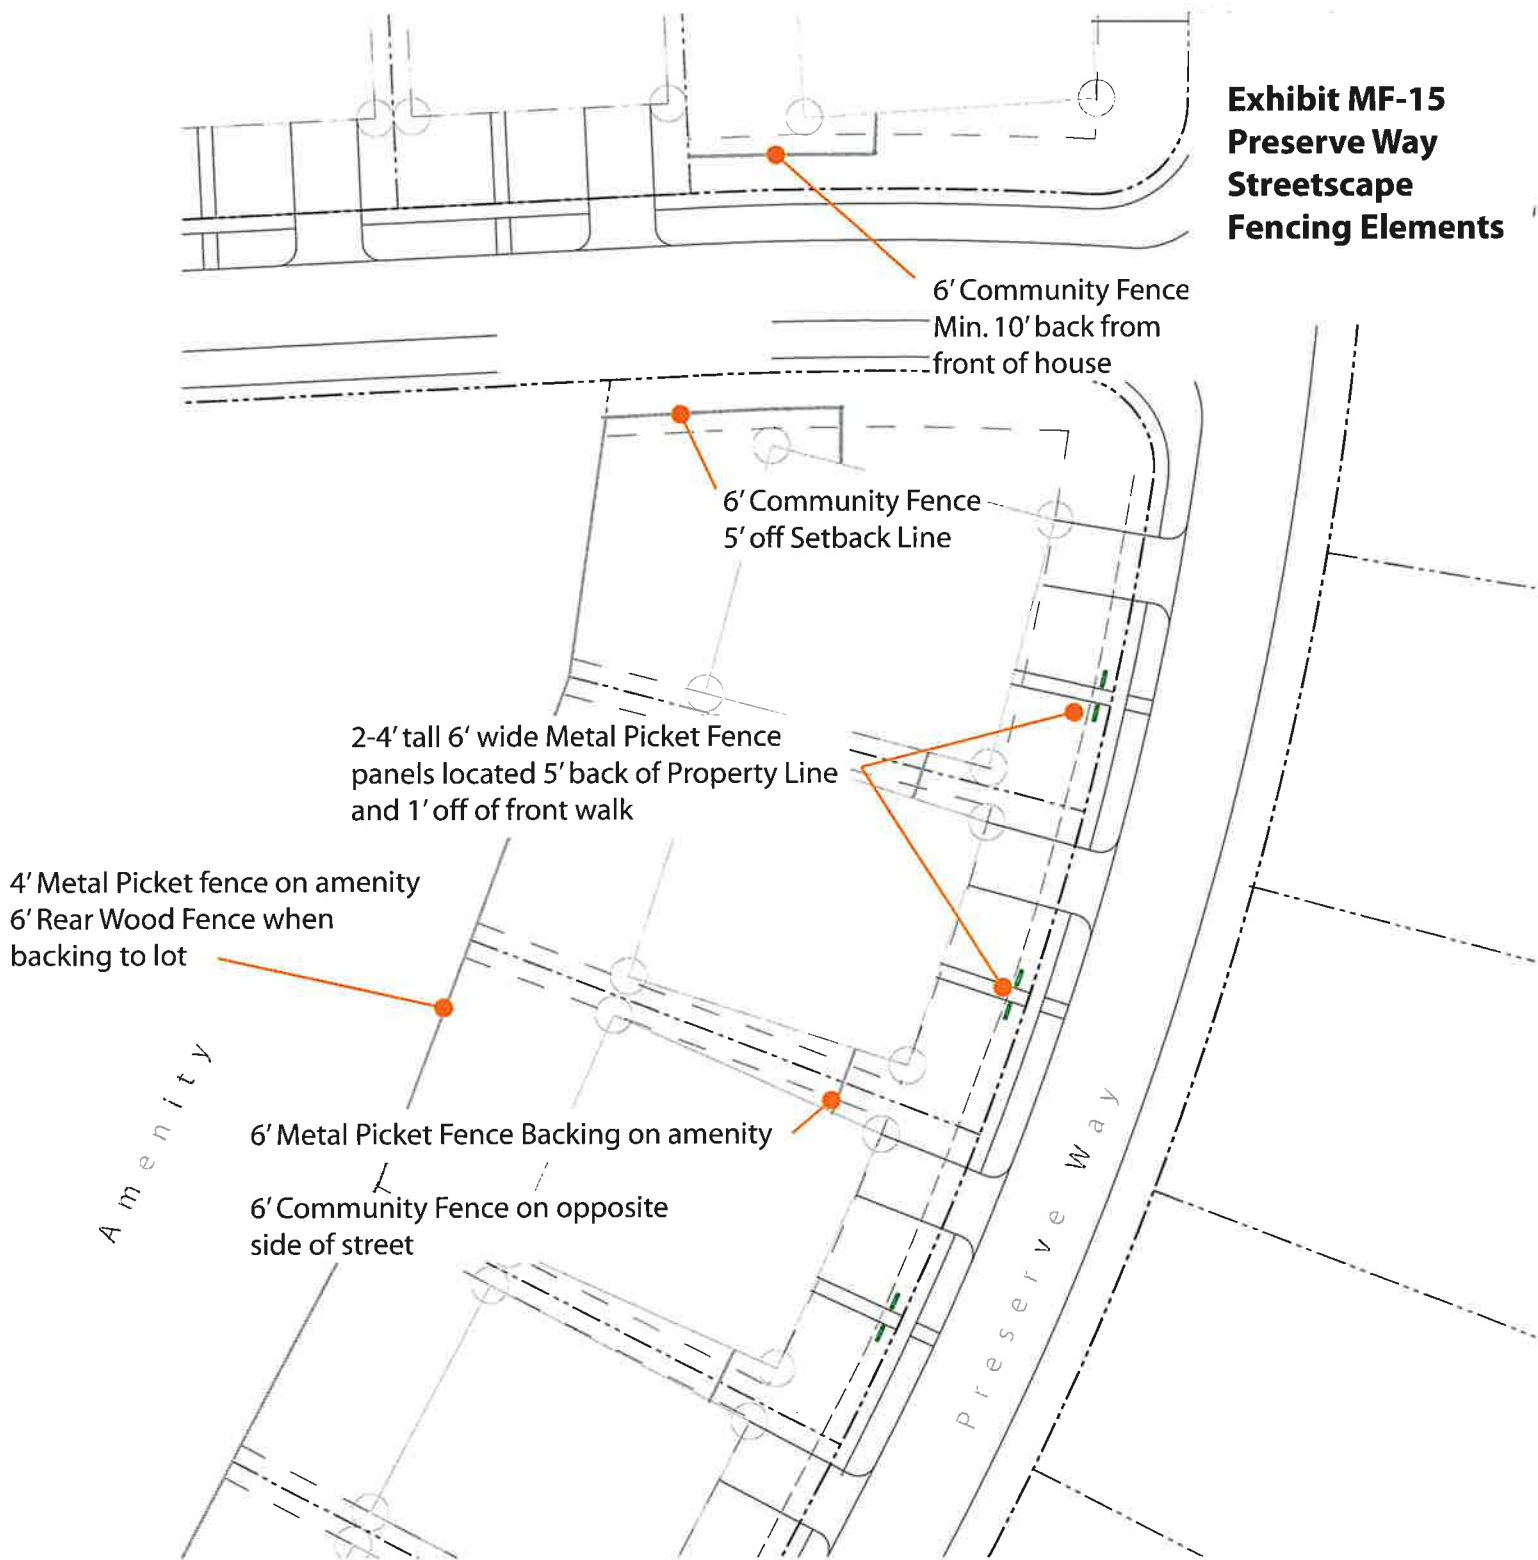 Exhibit MF-15
Preserve Way
Streetscape
Fencing Elements
6' Community Fence
Min. 10' back from
front of house
6' Community Fence
5' off Setback Line
2-4' tall 6' wide Metal Picket Fence
panels located 5' back of Property Line
and 1' off of front walk
4' Metal Picket fence on amenity
6' Rear Wood Fence when
backing to lot
Amenity
6' Metal Picket Fence Backing on amenity
6' Community Fence on opposite
side of street
Preserve Way